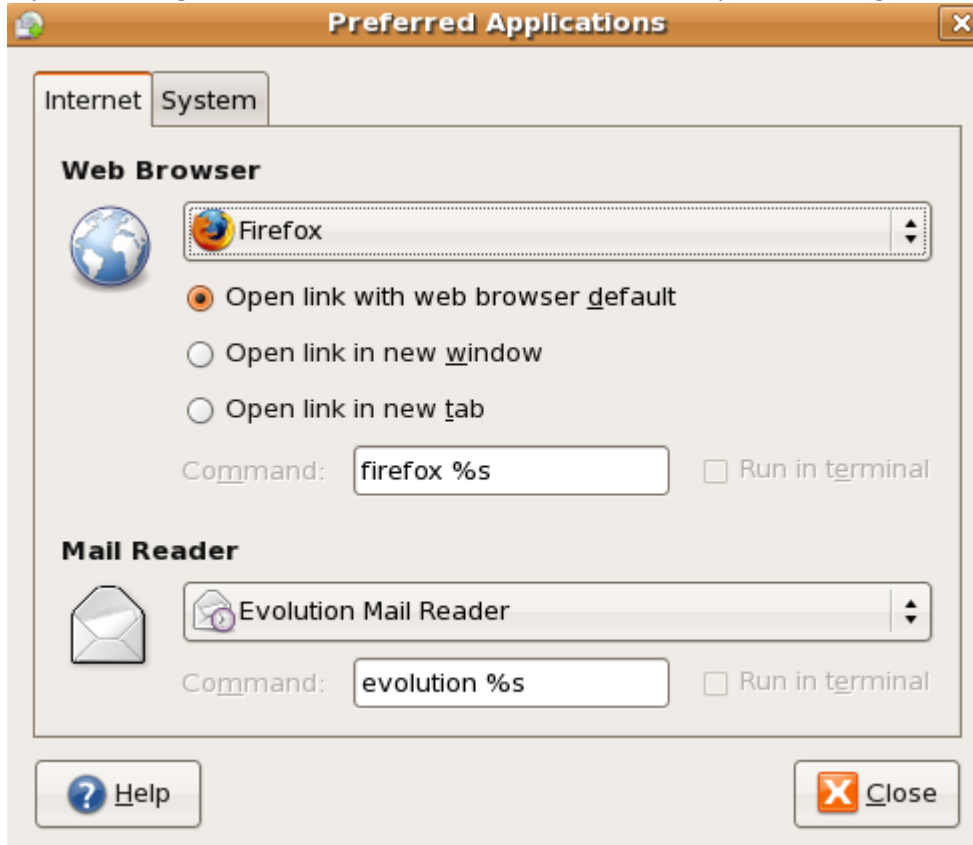 Preferred Applications
Internet System
Web Browser
Firefox
Open link with web browser default
Open link in new window
Open link in new tab
Command: firefox %s Run in terminal
Mail Reader
Evolution Mail Reader
Command: evolution %s Run in terminal
Help Close